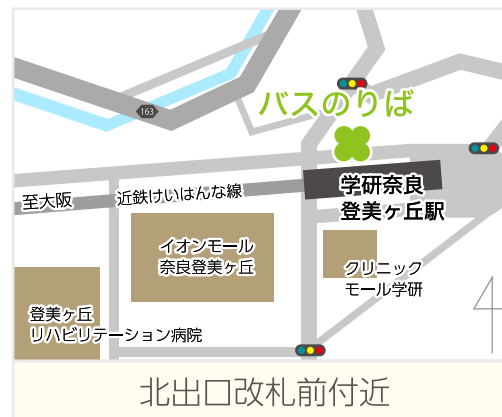 163
バスのりば
至大阪
近鉄けいはんな線
学研奈良
登美ヶ丘駅
イオンモール
奈良登美ヶ丘
クリニック
モール学研
登美ヶ丘
リハビリテーション病院
北出口改札前付近